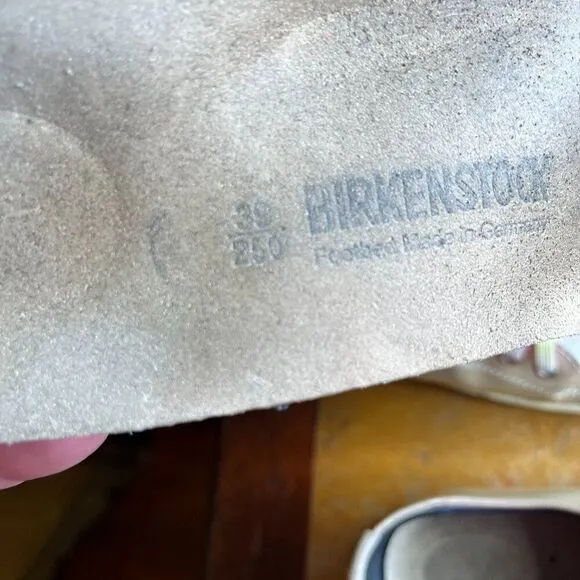 39
250
BIRKENSTOCK
Footbed Made in Germany